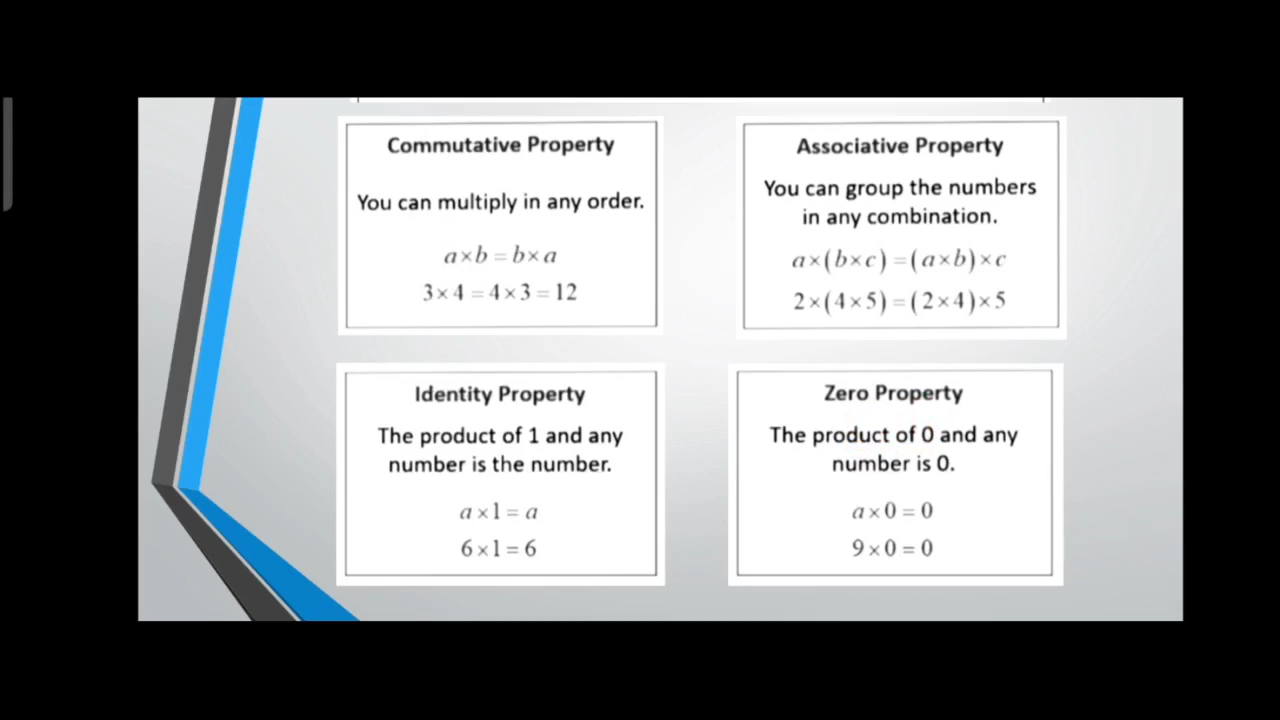 Commutative Property
You can multiply in any order.
a×b = b×a
3×4 = 4×3 = 12
Associative Property
You can group the numbers
in any combination.
a×(b×c) = (a×b)×c
2×(4×5) = (2×4)×5
Identity Property
The product of 1 and any
number is the number.
a×1 = a
6×1 = 6
Zero Property
The product of 0 and any
number is 0.
a×0 = 0
9×0 = 0